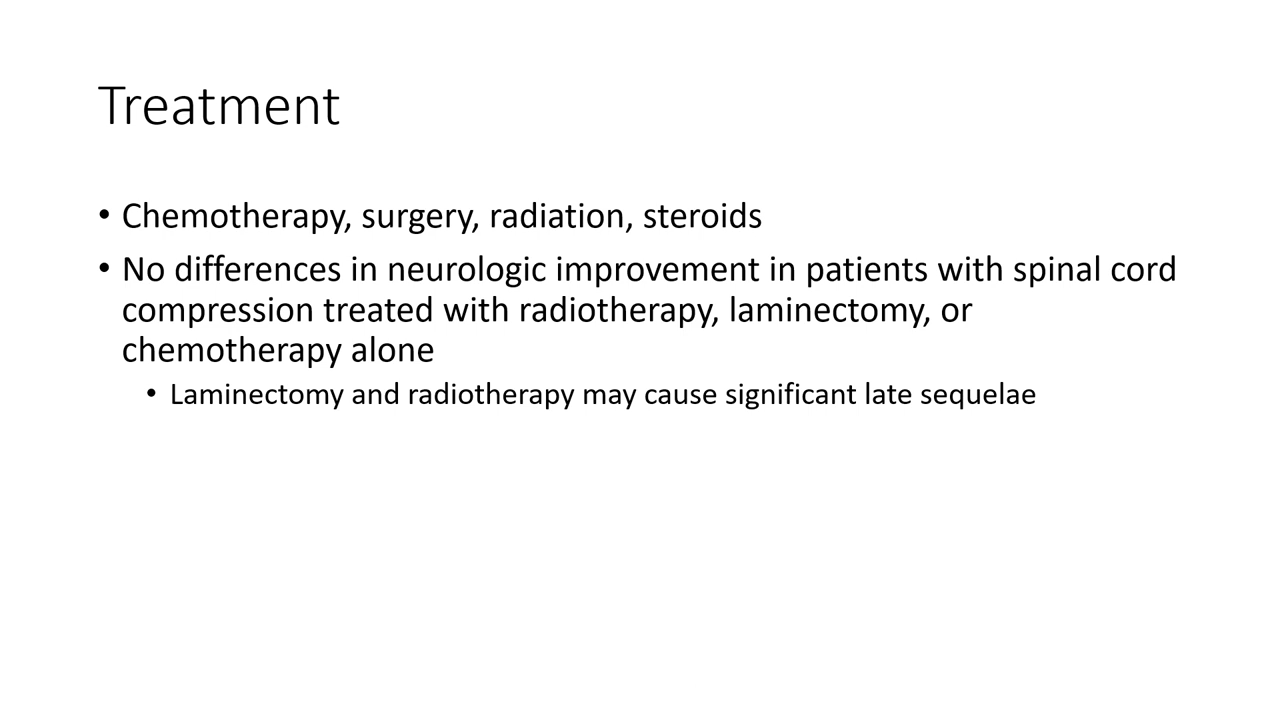 Treatment
• Chemotherapy, surgery, radiation, steroids
• No differences in neurologic improvement in patients with spinal cord
compression treated with radiotherapy, laminectomy, or
chemotherapy alone
• Laminectomy and radiotherapy may cause significant late sequelae